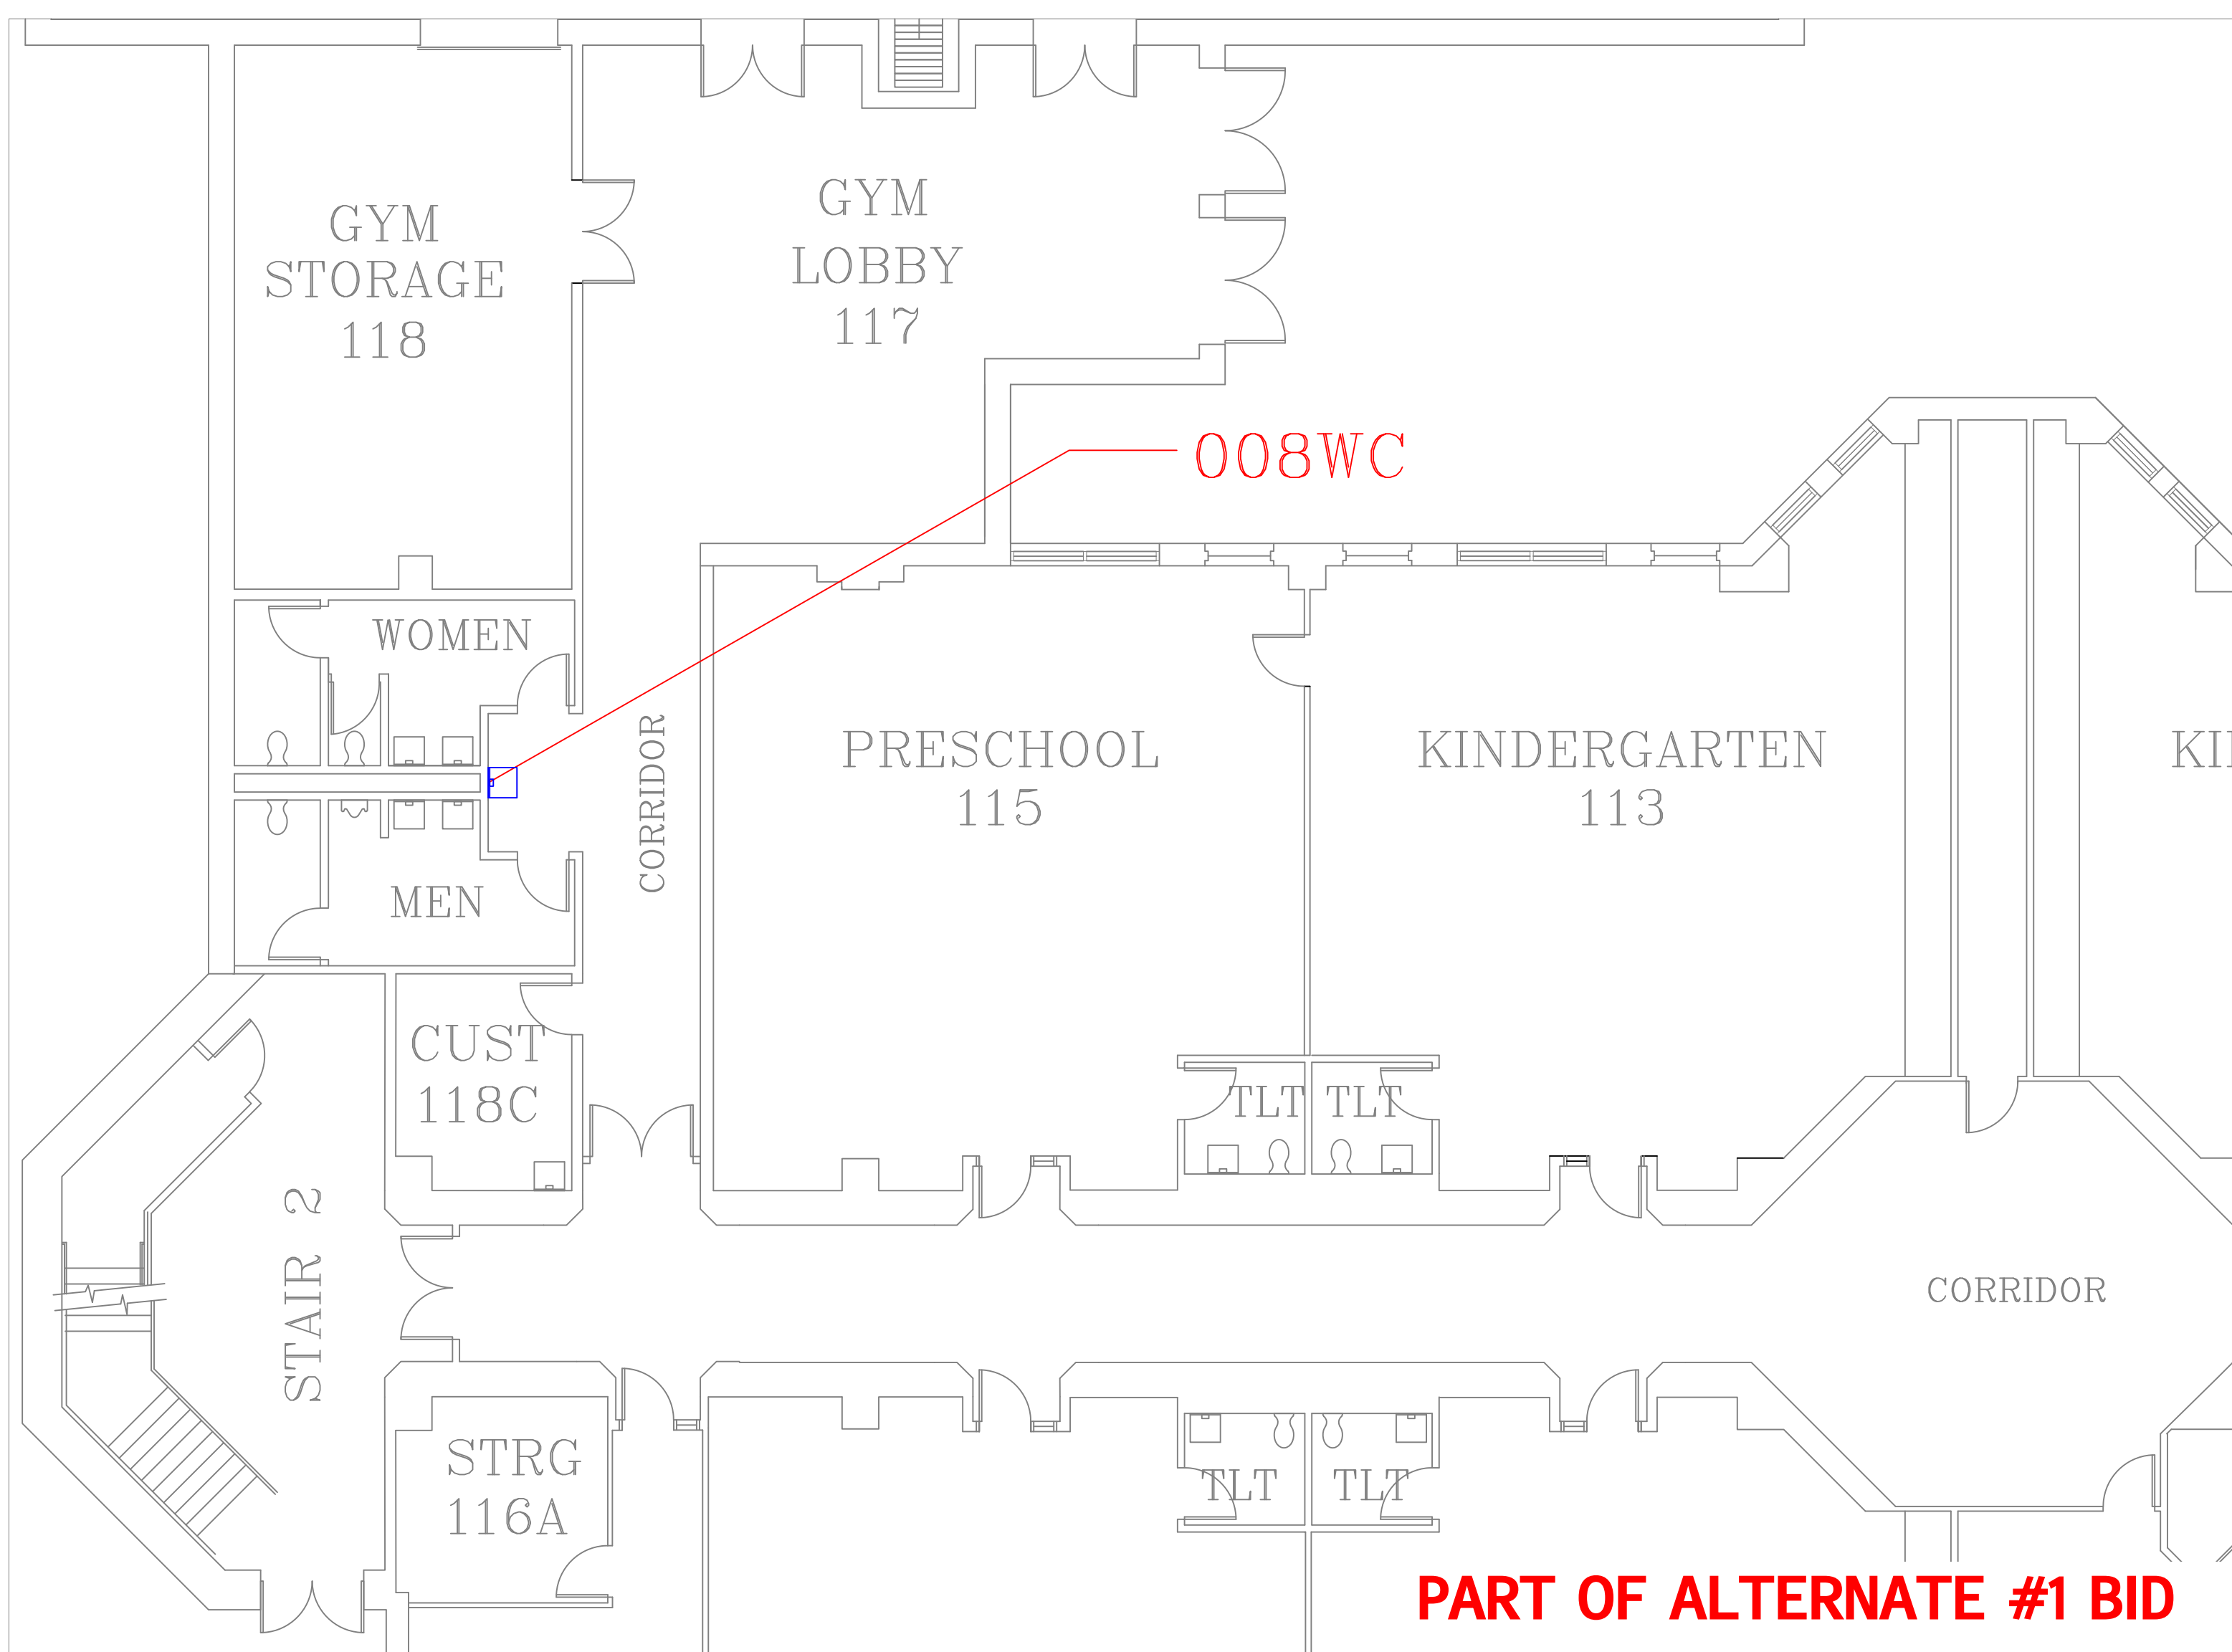 GYM
STORAGE
118
GYM
LOBBY
117
008WC
WOMEN
CORRIDOR
PRESCHOOL
115
KINDERGARTEN
113
KI
MEN
CUST
118C
TLT
TLT
STAIR 2
CORRIDOR
STRG
116A
TLT
TLT
PART OF ALTERNATE #1 BID